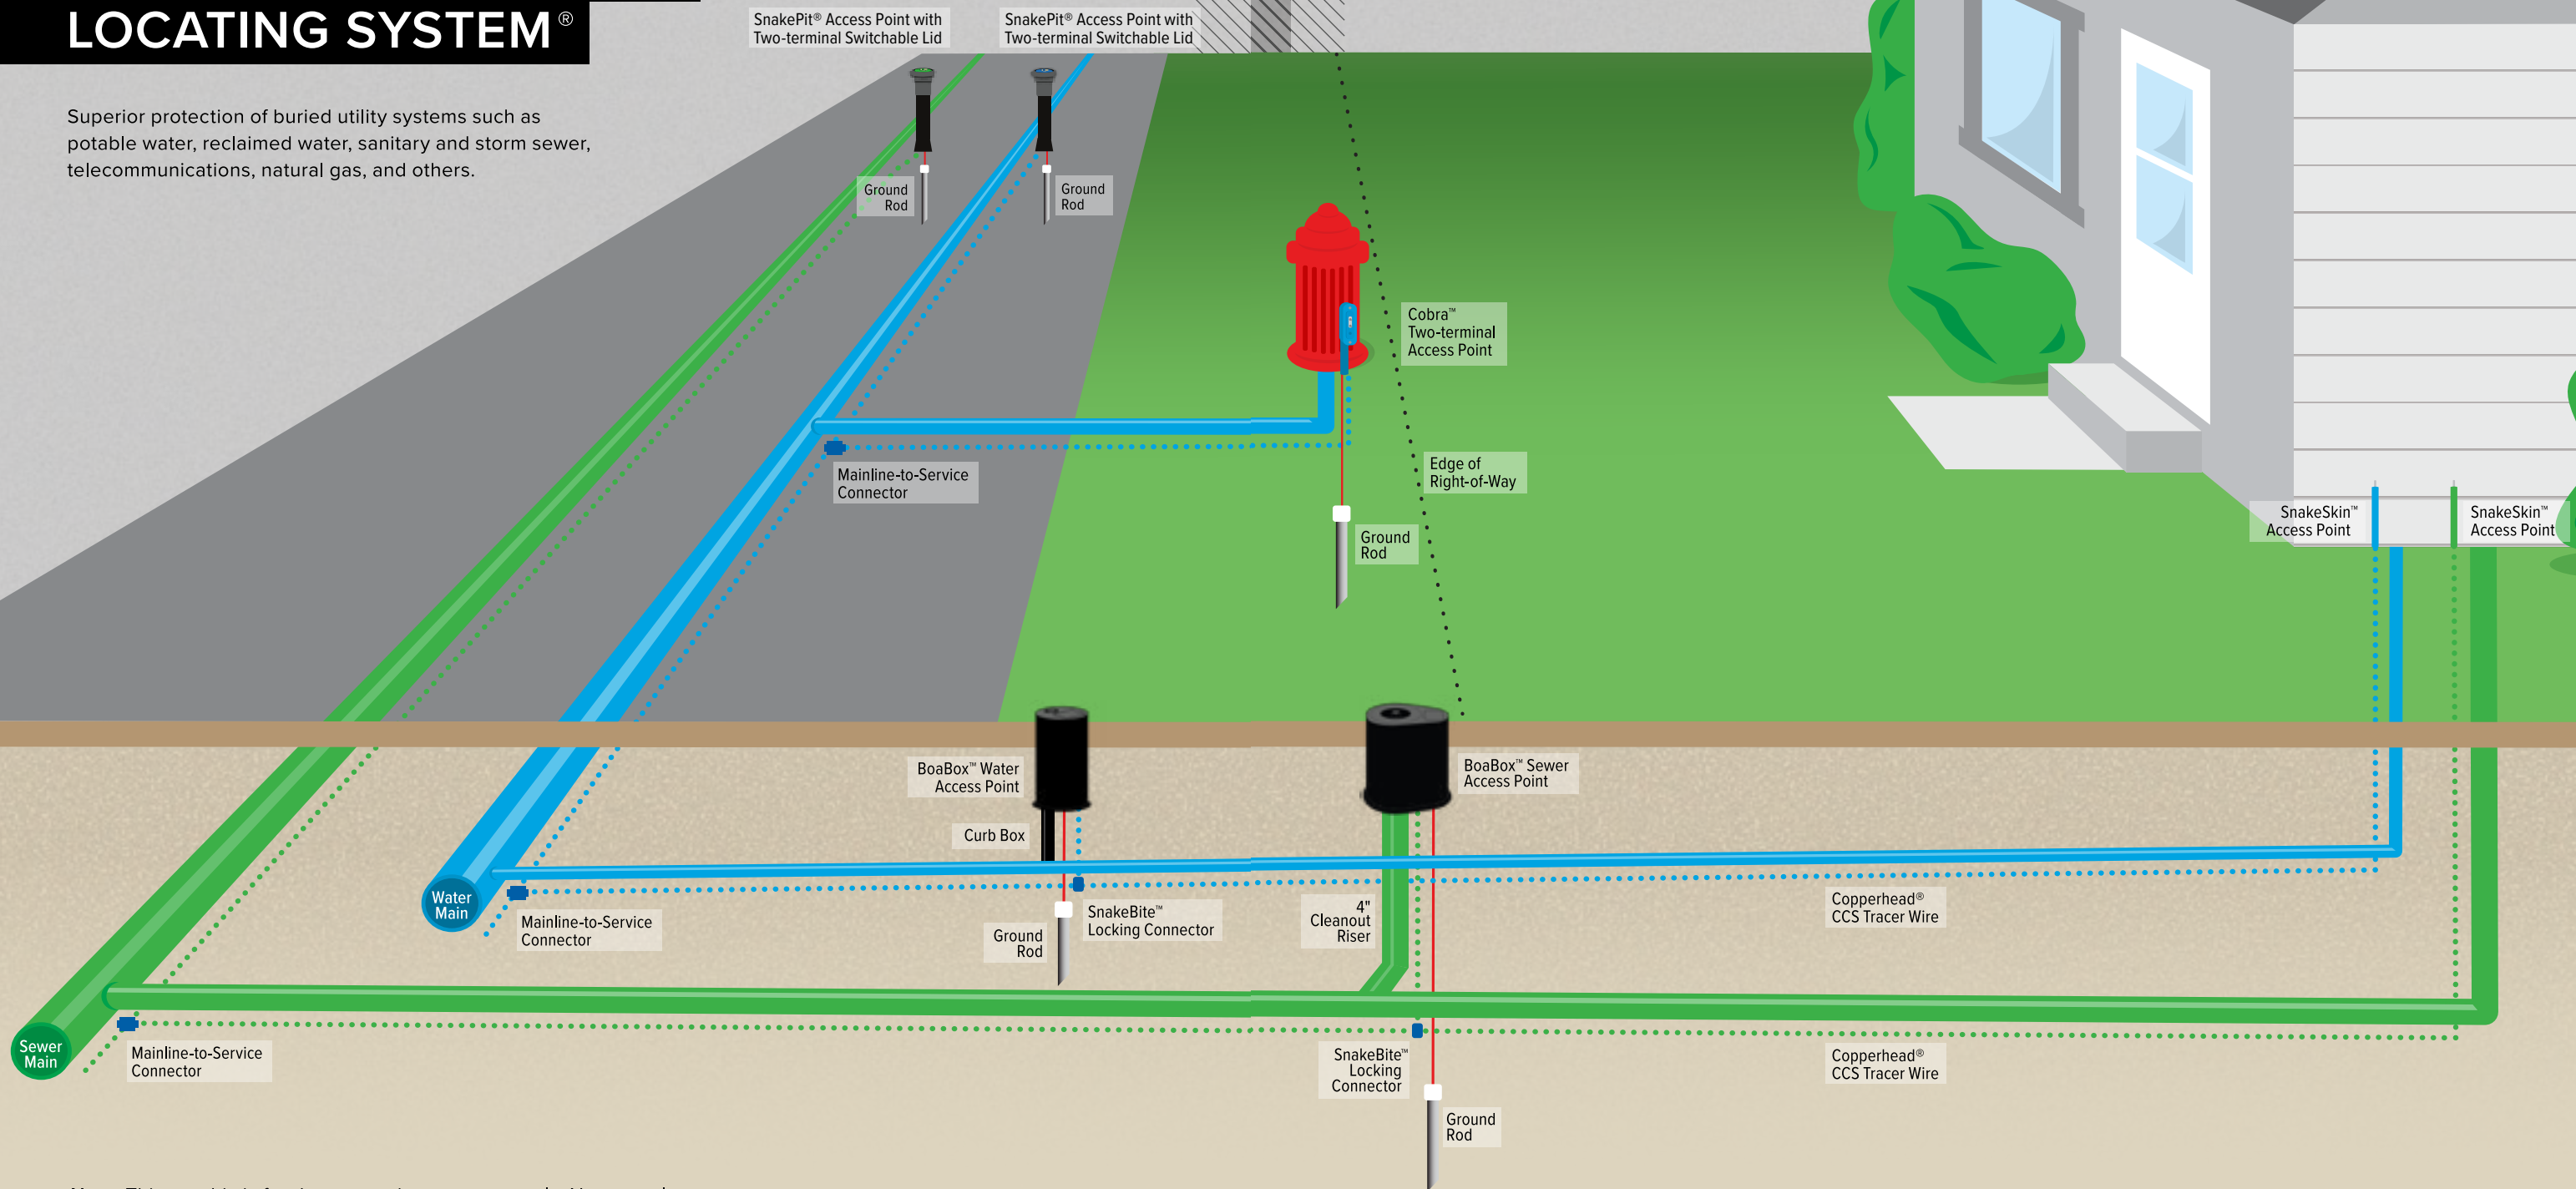 LOCATING SYSTEM®
Superior protection of buried utility systems such as
potable water, reclaimed water, sanitary and storm sewer,
telecommunications, natural gas, and others.
SnakePit® Access Point with
Two-terminal Switchable Lid
SnakePit® Access Point with
Two-terminal Switchable Lid
Ground
Rod
Ground
Rod
Cobra™
Two-terminal
Access Point
Mainline-to-Service
Connector
Edge of
Right-of-Way
Ground
Rod
SnakeSkin™
Access Point
SnakeSkin™
Access Point
BoaBox™ Water
Access Point
BoaBox™ Sewer
Access Point
Curb Box
Water
Main
Mainline-to-Service
Connector
Ground
Rod
SnakeBite™
Locking Connector
4"
Cleanout
Riser
Copperhead®
CCS Tracer Wire
Sewer
Main
Mainline-to-Service
Connector
SnakeBite™
Locking
Connector
Copperhead®
CCS Tracer Wire
Ground
Rod